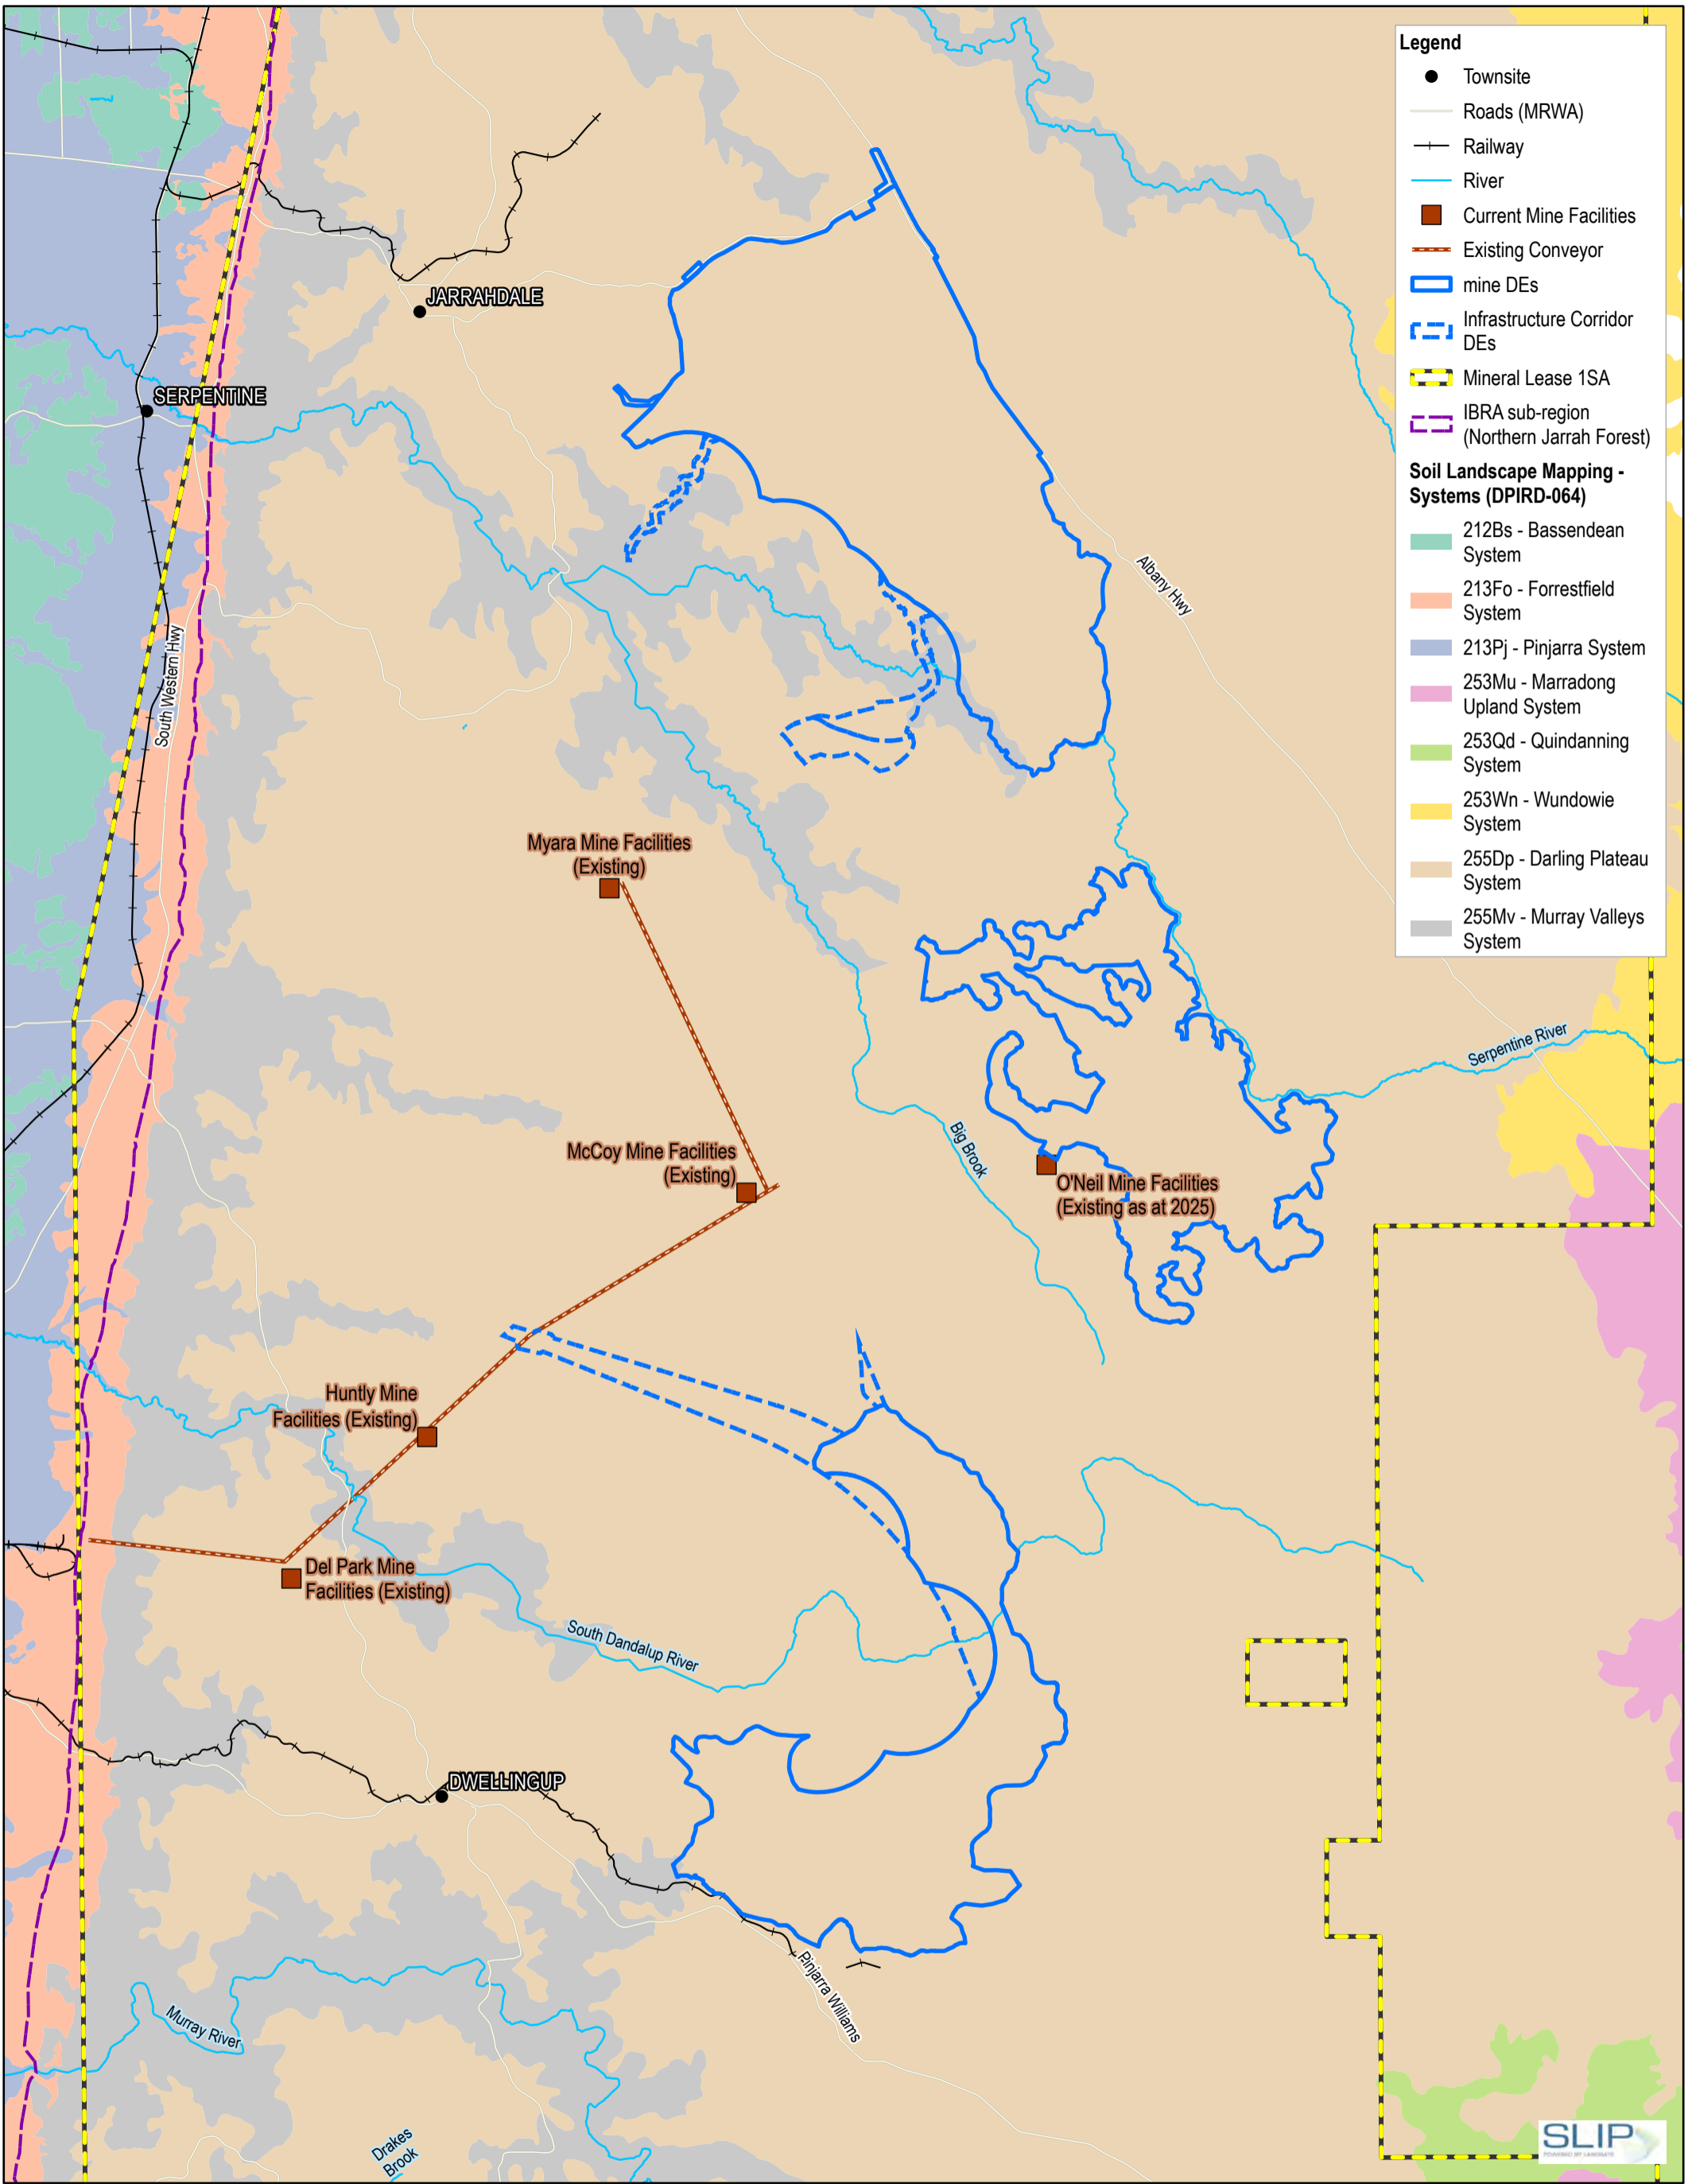 Legend
Townsite
Roads (MRWA)
Railway
River
Current Mine Facilities
Existing Conveyor
mine DEs
Infrastructure Corridor
DEs
Mineral Lease 1SA
IBRA sub-region
(Northern Jarrah Forest)
Soil Landscape Mapping -
Systems (DPIRD-064)
212Bs - Bassendean
System
213Fo - Forrestfield
System
213Pj - Pinjarra System
253Mu - Marradong
Upland System
253Qd - Quindanning
System
253Wn - Wundowie
System
255Dp - Darling Plateau
System
255Mv - Murray Valleys
System
JARRAHDALE
SERPENTINE
Albany Hwy
South Western Hwy
Myara Mine Facilities
(Existing)
Serpentine River
Big Brook
McCoy Mine Facilities
(Existing)
O'Neil Mine Facilities
(Existing as at 2025)
Huntly Mine
Facilities (Existing)
Del Park Mine
Facilities (Existing)
South Dandalup River
DWELLINGUP
Pinjarra Williams
Murray River
Drakes
Brook
SLIP
POWERED BY LANDGATE